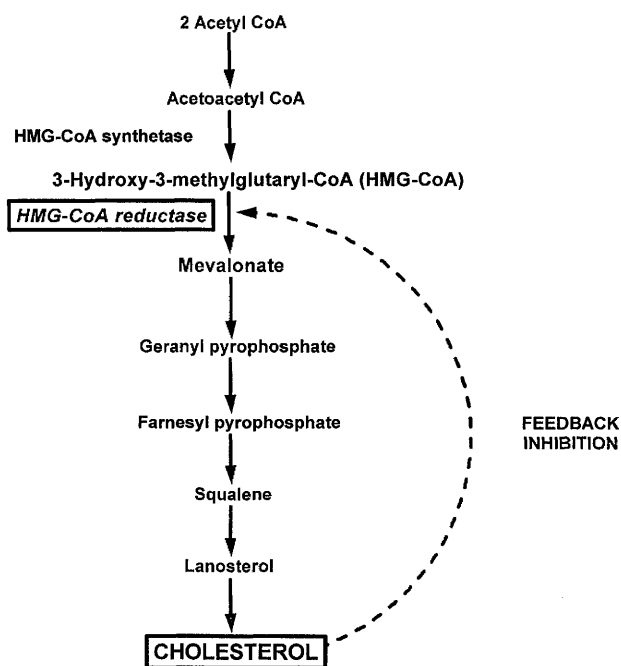 2 Acetyl CoA
Acetoacetyl CoA
HMG-CoA synthetase
3-Hydroxy-3-methylglutaryl-CoA (HMG-CoA)
HMG-CoA reductase
Mevalonate
Geranyl pyrophosphate
Farnesyl pyrophosphate
FEEDBACK
INHIBITION
Squalene
Lanosterol
CHOLESTEROL